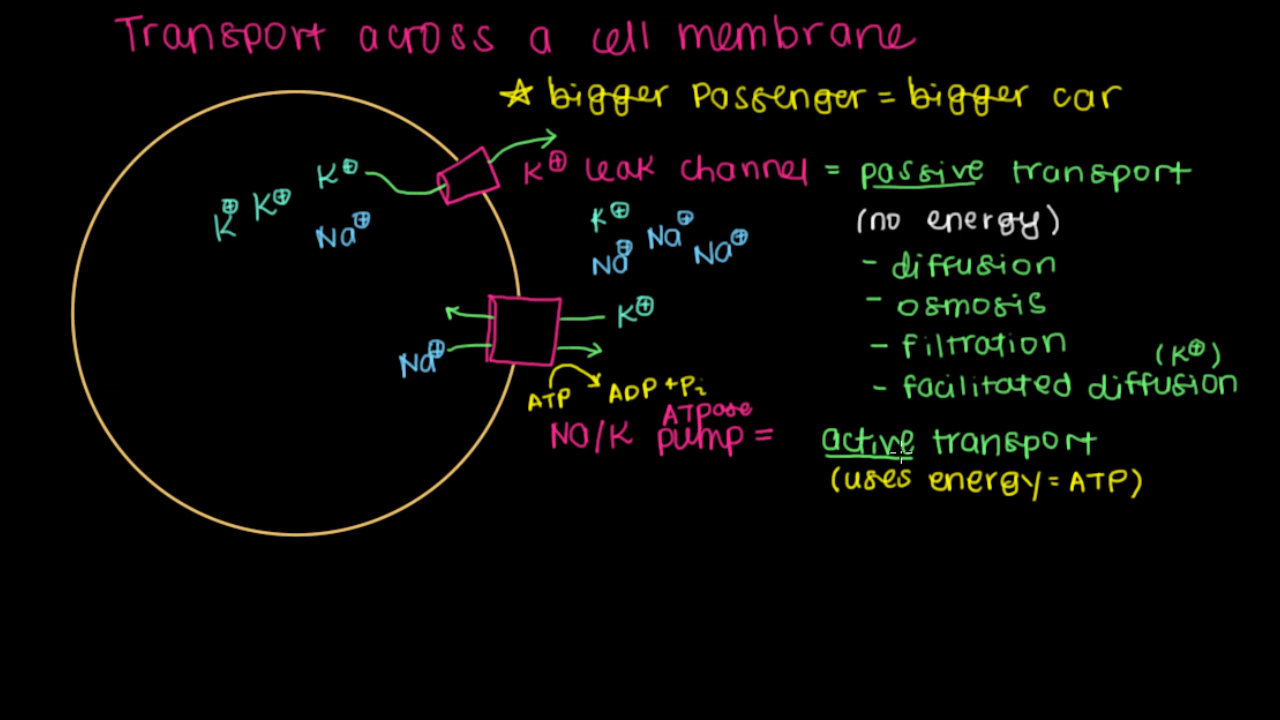 Transport across a cell membrane
☆ bigger passenger = bigger car
K⊕ leak channel = passive transport
(no energy)
- diffusion
- osmosis
- filtration
- facilitated diffusion (K⊕)
K⊕ K⊕ K⊕
Na⊕
K⊕
Na⊕ Na⊕ Na⊕
K⊕
Na⊕
ATP ADP + Pi
NO/K ATPase pump = active transport
(uses energy = ATP)